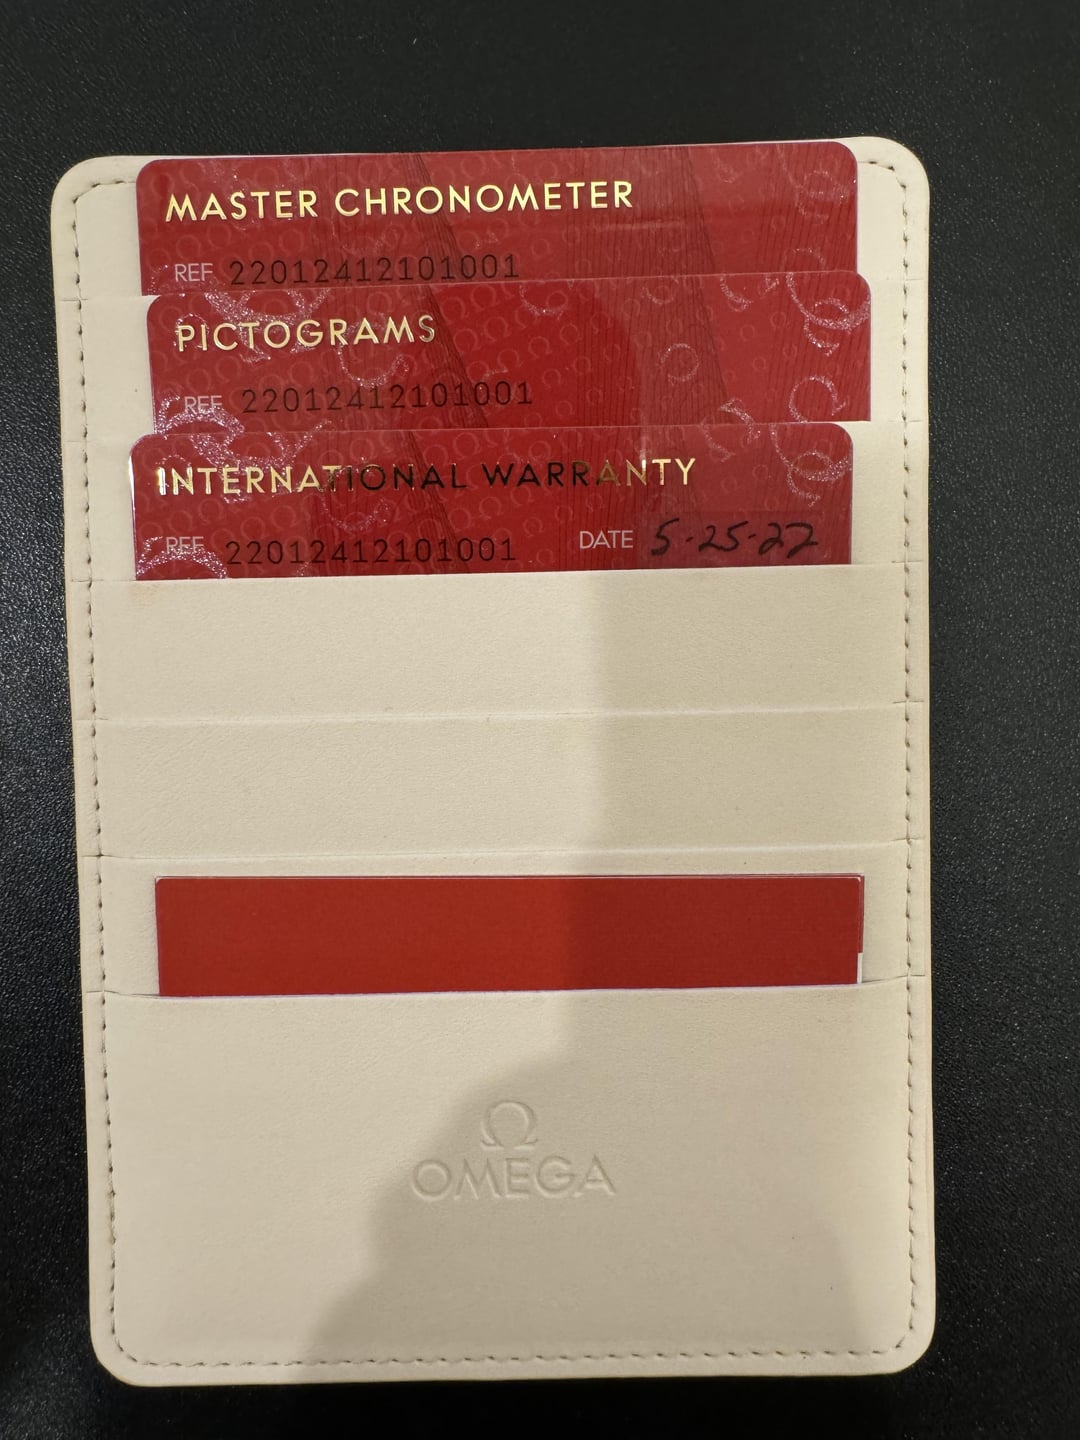 MASTER CHRONOMETER
REF 22012412101001
PICTOGRAMS
REF 22012412101001
INTERNATIONAL WARRANTY
REF 22012412101001 DATE 5-25-22
Ω
OMEGA